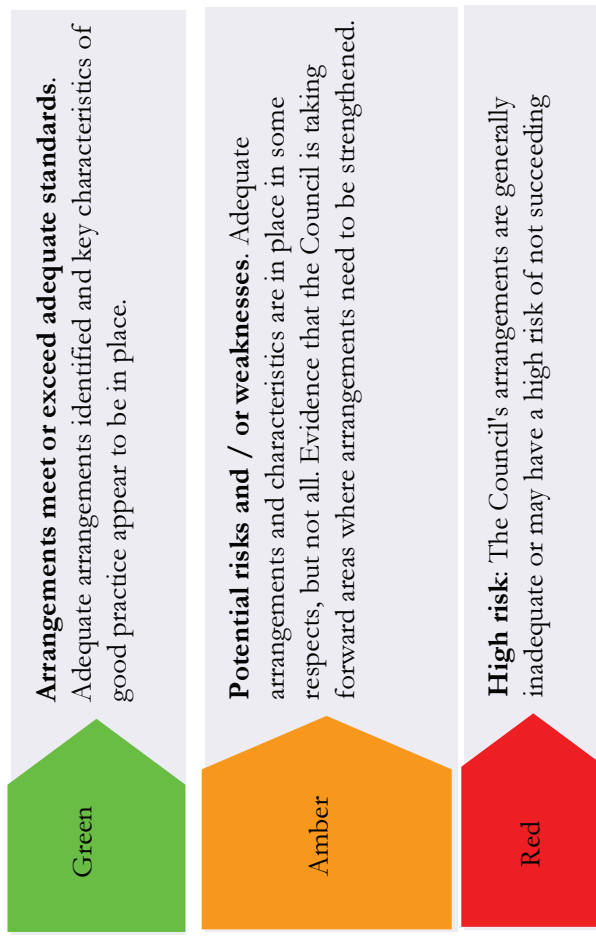 Green
Arrangements meet or exceed adequate standards.
Adequate arrangements identified and key characteristics of
good practice appear to be in place.
Amber
Potential risks and / or weaknesses. Adequate
arrangements and characteristics are in place in some
respects, but not all. Evidence that the Council is taking
forward areas where arrangements need to be strengthened.
Red
High risk: The Council's arrangements are generally
inadequate or may have a high risk of not succeeding